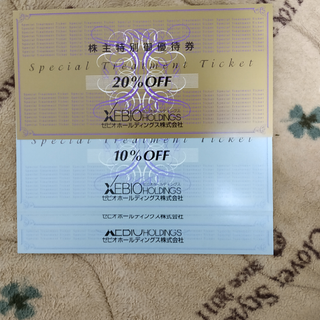 株主特別御優待券
Special Treatment Ticket
20%OFF
XEBIO HOLDINGS
ゼビオホールディングス株式会社
Special Treatment Ticket
10%OFF
XEBIO HOLDINGS
ゼビオホールディングス株式会社
ゼビオホールディングス株式会社
XEBIO HOLDINGS
ゼビオホールディングス株式会社
Clover Style
since 2011